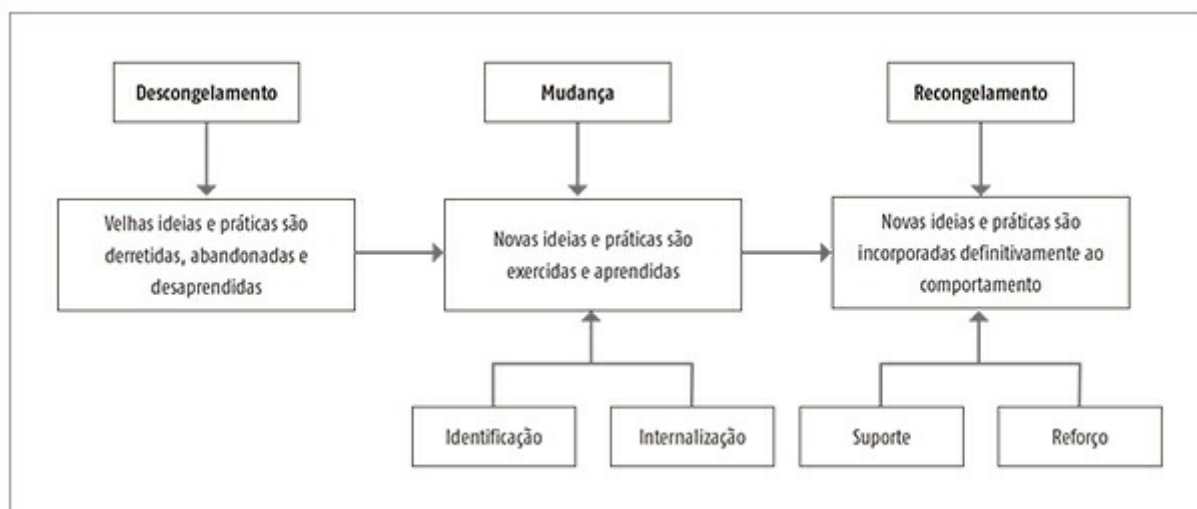 Descongelamento
Mudança
Recongelamento
Velhas ideias e práticas são
derretidas, abandonadas e
desaprendidas
Novas ideias e práticas são
exercidas e aprendidas
Novas ideias e práticas são
incorporadas definitivamente ao
comportamento
Identificação
Internalização
Suporte
Reforço